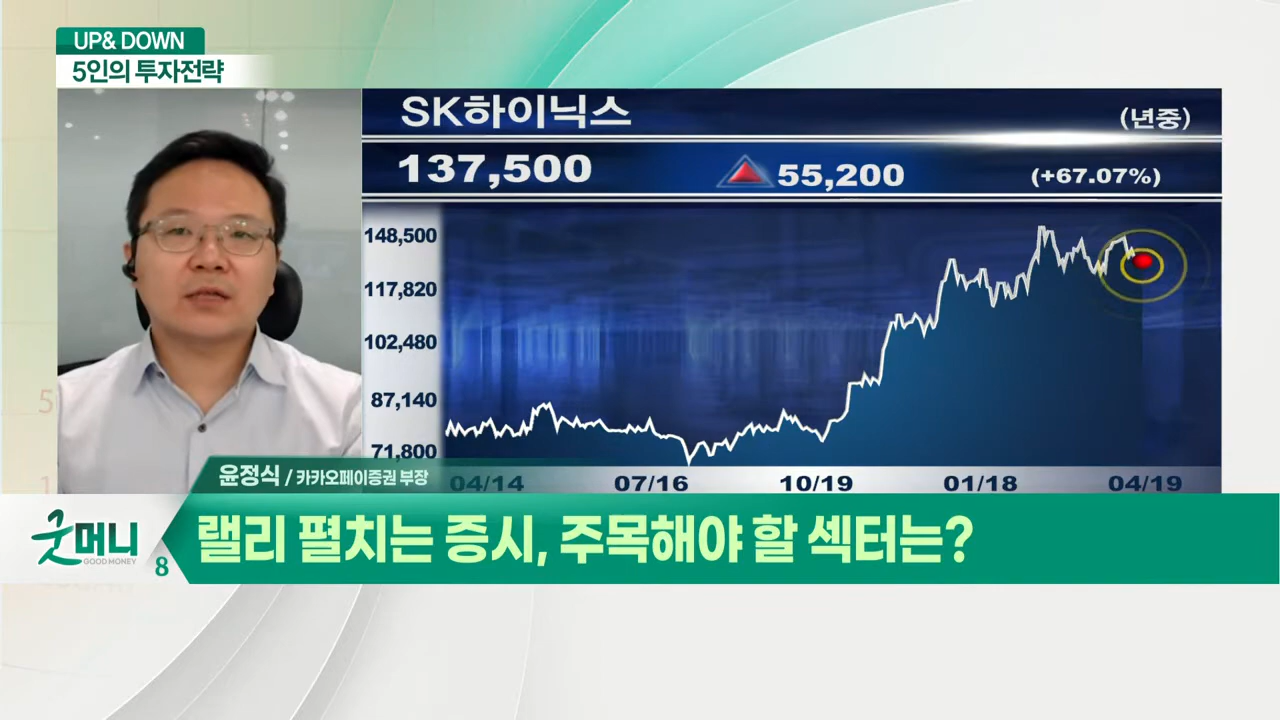 UP& DOWN
5인의 투자전략
SK하이닉스
(년중)
137,500
55,200
(+67.07%)
148,500
117,820
102,480
87,140
71,800
04/14
07/16
10/19
01/18
04/19
윤정식 / 카카오페이증권 부장
굿머니
GOOD MONEY
8
랠리 펼치는 증시, 주목해야 할 섹터는?
5
1